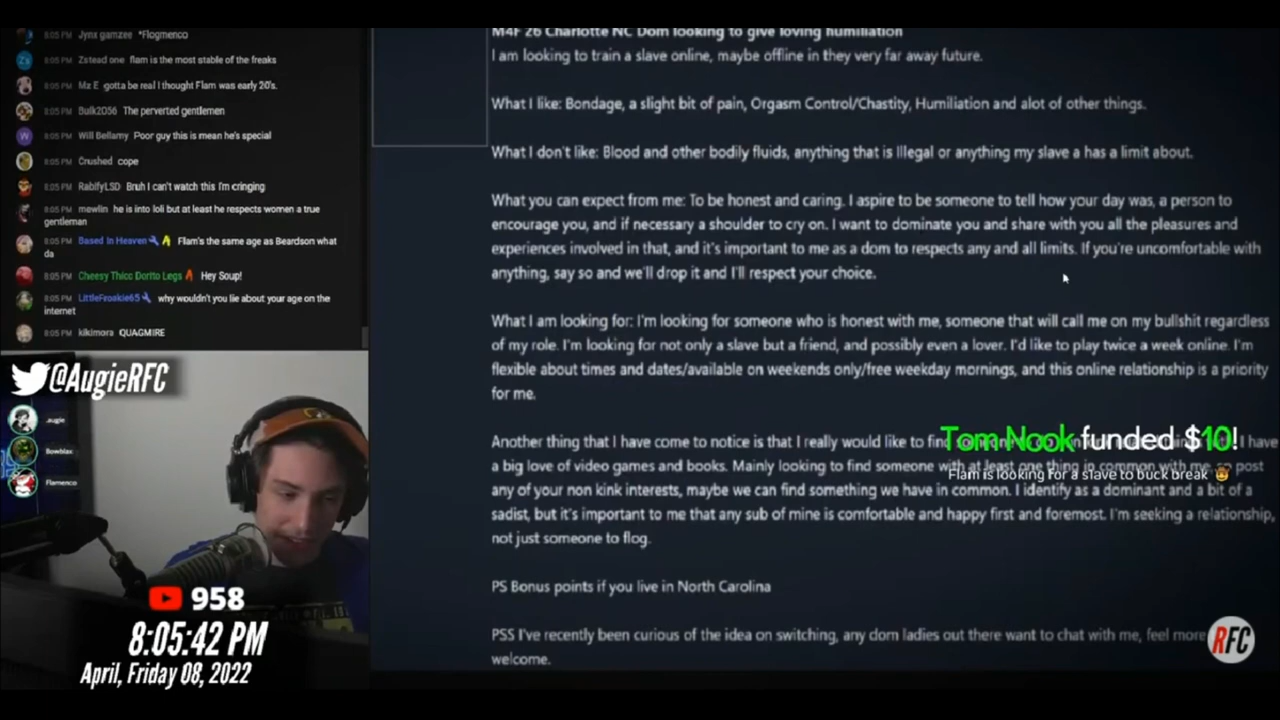 8:05 PM Jynx gamzee *Flogmenco
8:05 PM Zstead one flam is the most stable of the freaks
8:05 PM Mx E gotta be real I thought Flam was early 20's.
8:05 PM Bulk2056 The perverted gentlemen
8:05 PM Will Bellamy Poor guy this is mean he's special
8:05 PM Crushed cope
8:05 PM RabifyLSD Bruh I can't watch this I'm cringing
8:05 PM mewlin he is into loli but at least he respects women a true
gentleman
8:05 PM Based In Heaven Flam's the same age as Beardson what
da
8:05 PM Cheesy Thicc Dorito Legs Hey Soup!
8:05 PM LittleFroakie65 why wouldn't you lie about your age on the
internet
8:05 PM kikimora QUAGMIRE
@AugieRFC
.augie
Bowblax
Flamenco
958
8:05:42 PM
April, Friday 08, 2022
M4F 26 Charlotte NC Dom looking to give loving humiliation
I am looking to train a slave online, maybe offline in they very far away future.
What I like: Bondage, a slight bit of pain, Orgasm Control/Chastity, Humiliation and alot of other things.
What I don't like: Blood and other bodily fluids, anything that is Illegal or anything my slave a has a limit about.
What you can expect from me: To be honest and caring. I aspire to be someone to tell how your day was, a person to
encourage you, and if necessary a shoulder to cry on. I want to dominate you and share with you all the pleasures and
experiences involved in that, and it's important to me as a dom to respects any and all limits. If you're uncomfortable with
anything, say so and we'll drop it and I'll respect your choice.
What I am looking for: I'm looking for someone who is honest with me, someone that will call me on my bullshit regardless
of my role. I'm looking for not only a slave but a friend, and possibly even a lover. I'd like to play twice a week online. I'm
flexible about times and dates/available on weekends only/free weekday mornings, and this online relationship is a priority
for me.
Another thing that I have come to notice is that I really would like to find I have
Tom Nook funded $10!
a big love of video games and books. Mainly looking to find someone with at least one thing in common with me, so post
Flam is looking for a slave to buck break
any of your non kink interests, maybe we can find something we have in common. I identify as a dominant and a bit of a
sadist, but it's important to me that any sub of mine is comfortable and happy first and foremost. I'm seeking a relationship,
not just someone to flog.
PS Bonus points if you live in North Carolina
PSS I've recently been curious of the idea on switching, any dom ladies out there want to chat with me, feel more
welcome.
RFC